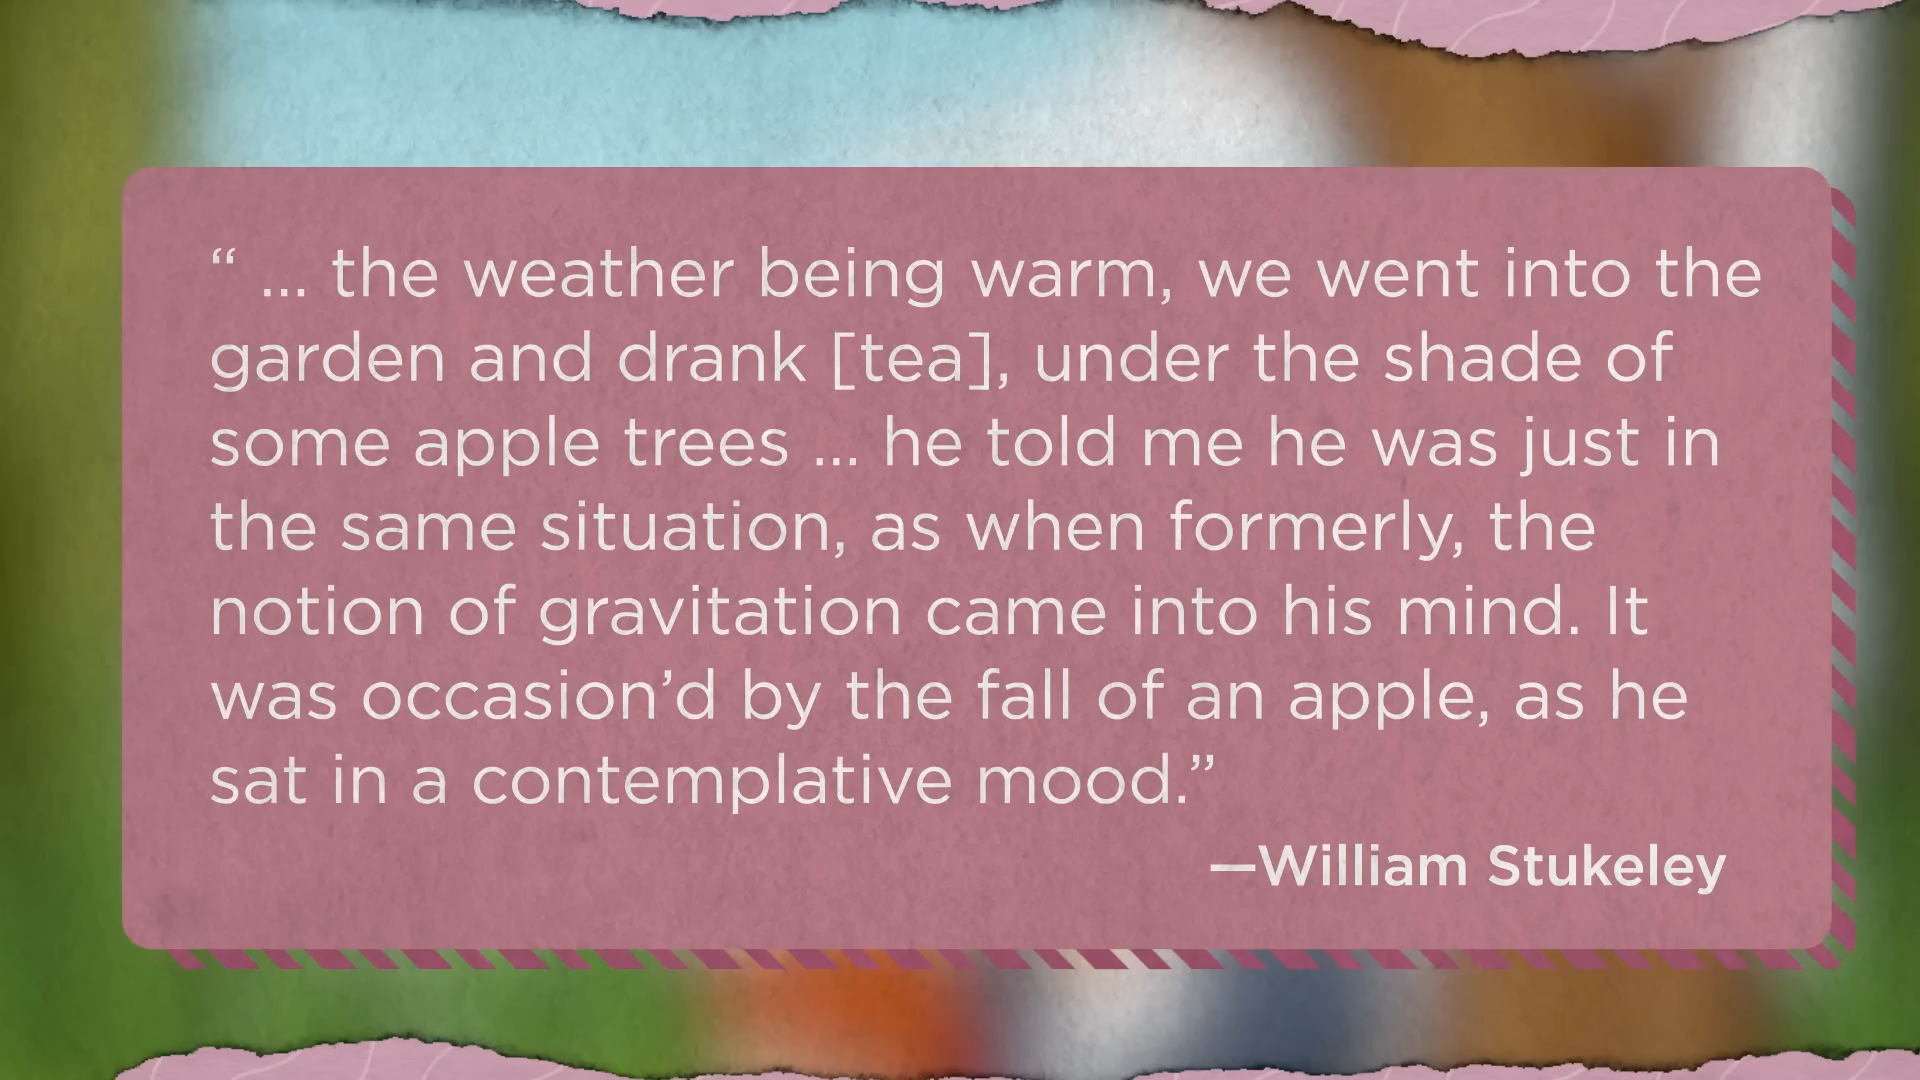 “ ... the weather being warm, we went into the
garden and drank [tea], under the shade of
some apple trees ... he told me he was just in
the same situation, as when formerly, the
notion of gravitation came into his mind. It
was occasion’d by the fall of an apple, as he
sat in a contemplative mood.”
—William Stukeley